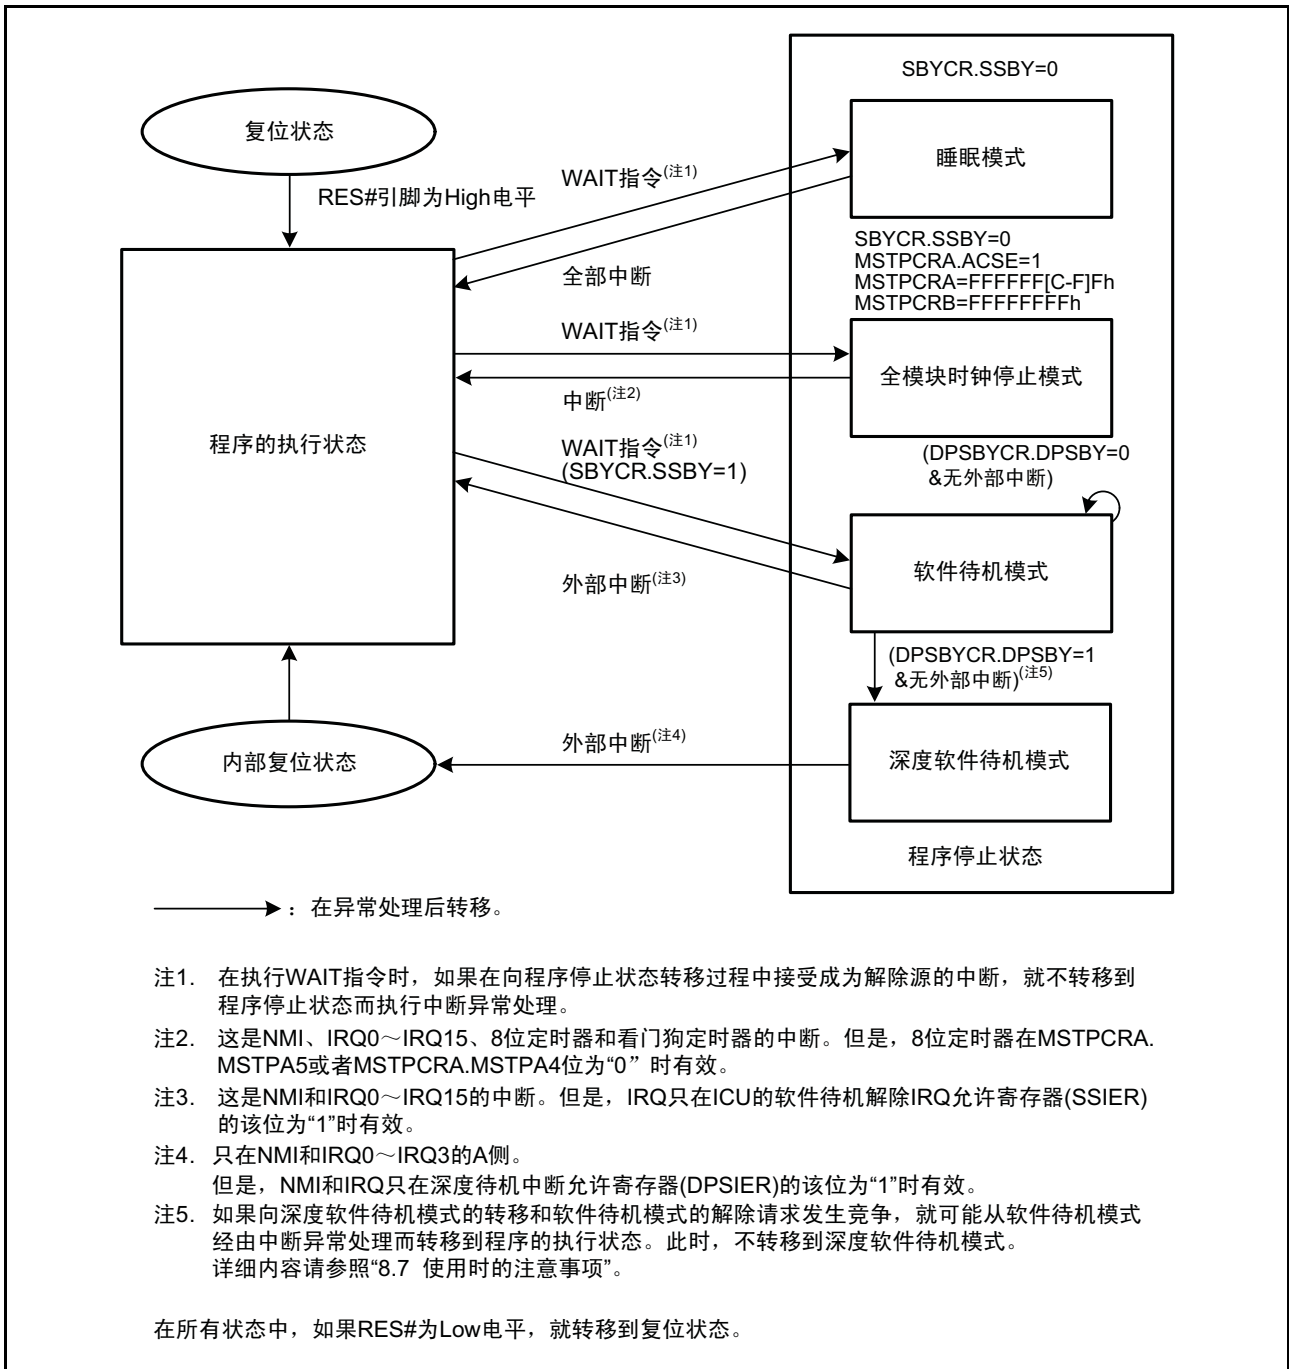 SBYCR.SSBY=0
复位状态
睡眠模式
WAIT指令(注1)
RES#引脚为High电平
全部中断
SBYCR.SSBY=0
MSTPCRA.ACSE=1
MSTPCRA=FFFFFF[C-F]Fh
MSTPCRB=FFFFFFFFh
WAIT指令(注1)
全模块时钟停止模式
中断(注2)
程序的执行状态
WAIT指令(注1)
(SBYCR.SSBY=1)
(DPSBYCR.DPSBY=0
&无外部中断)
软件待机模式
外部中断(注3)
(DPSBYCR.DPSBY=1
&无外部中断)(注5)
内部复位状态
外部中断(注4)
深度软件待机模式
程序停止状态
：在异常处理后转移。
注1. 在执行WAIT指令时，如果在向程序停止状态转移过程中接受成为解除源的中断，就不转移到
程序停止状态而执行中断异常处理。
注2. 这是NMI、IRQ0～IRQ15、8位定时器和看门狗定时器的中断。但是，8位定时器在MSTPCRA.
MSTPA5或者MSTPCRA.MSTPA4位为“0”时有效。
注3. 这是NMI和IRQ0～IRQ15的中断。但是，IRQ只在ICU的软件待机解除IRQ允许寄存器(SSIER)
的该位为“1”时有效。
注4. 只在NMI和IRQ0～IRQ3的A侧。
但是，NMI和IRQ只在深度待机中断允许寄存器(DPSIER)的该位为“1”时有效。
注5. 如果向深度软件待机模式的转移和软件待机模式的解除请求发生竞争，就可能从软件待机模式
经由中断异常处理而转移到程序的执行状态。此时，不转移到深度软件待机模式。
详细内容请参照“8.7 使用时的注意事项”。
在所有状态中，如果RES#为Low电平，就转移到复位状态。